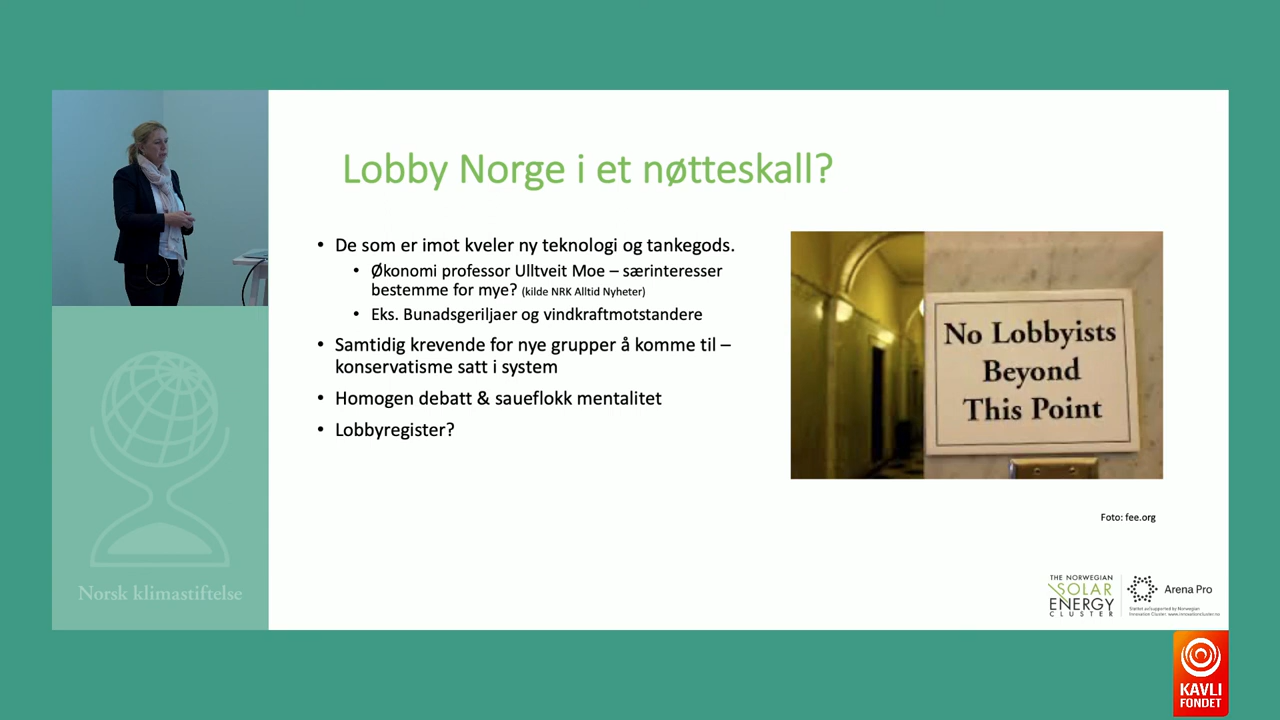 Lobby Norge i et nøtteskall?
• De som er imot kveler ny teknologi og tankegods.
• Økonomi professor Ulltveit Moe – særinteresser
bestemme for mye? (kilde NRK Alltid Nyheter)
• Eks. Bunadsgeriljaer og vindkraftmotstandere
• Samtidig krevende for nye grupper å komme til –
konservatisme satt i system
• Homogen debatt & saueflokk mentalitet
• Lobbyregister?
No Lobbyists
Beyond
This Point
Foto: fee.org
Norsk klimastiftelse
THE NORWEGIAN
SOLAR
ENERGY
CLUSTER
Arena Pro
KAVLI
FONDET